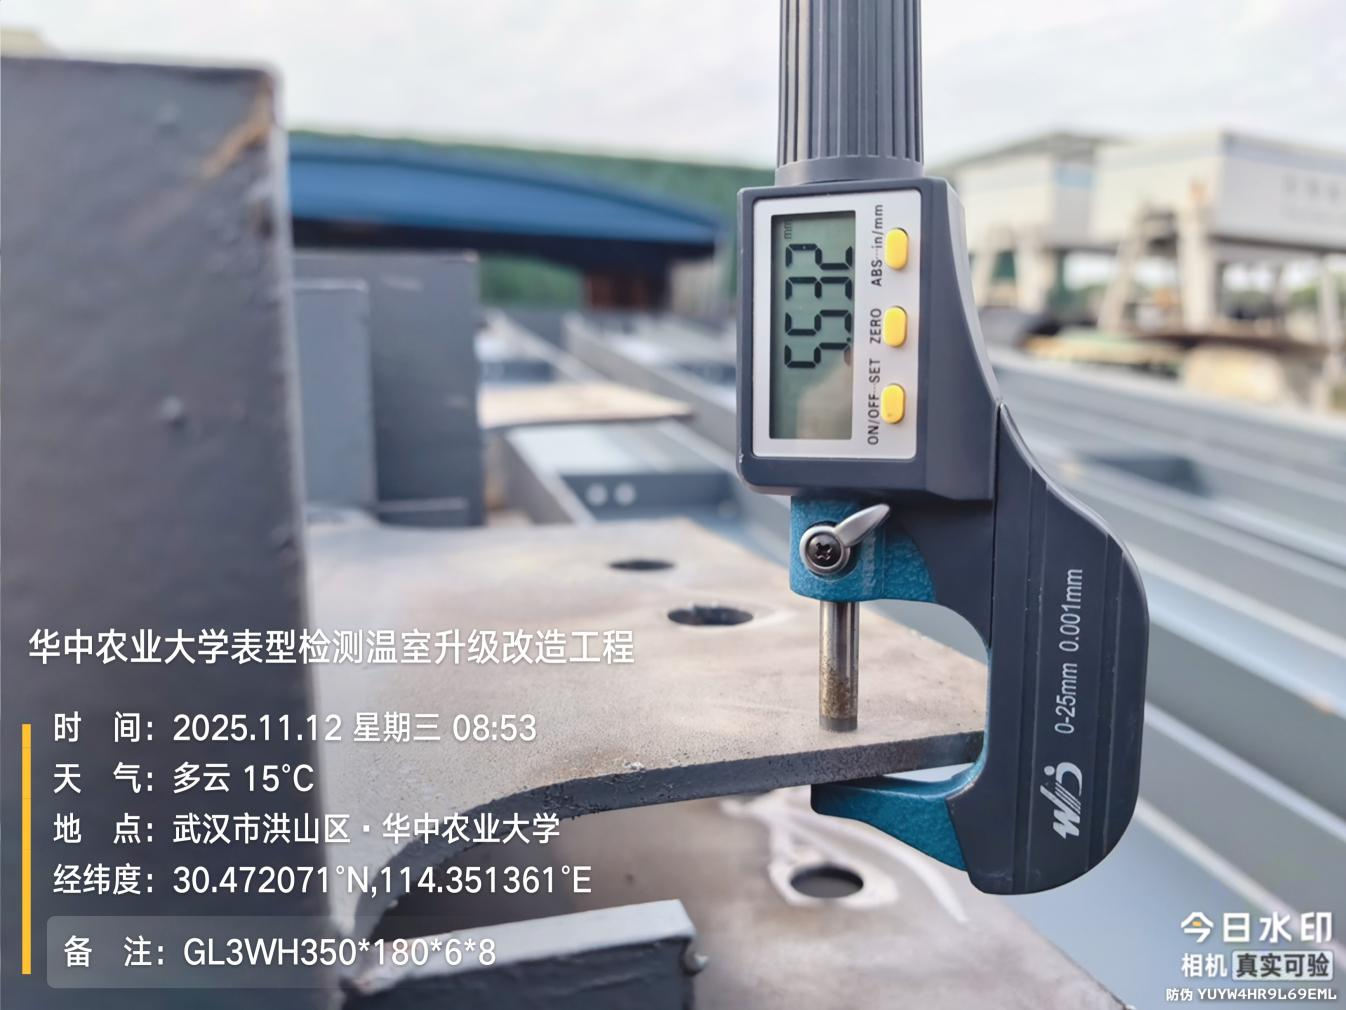 mm
5.532
ABS in/mm
ZERO
ON/OFF SET
0-25mm 0.001mm
华中农业大学表型检测温室升级改造工程
时 间：2025.11.12 星期三 08:53
天 气：多云 15°C
地 点：武汉市洪山区·华中农业大学
经纬度：30.472071°N,114.351361°E
备 注：GL3WH350*180*6*8
今日水印
相机 真实可验
防伪 YUYW4HR9L69EML